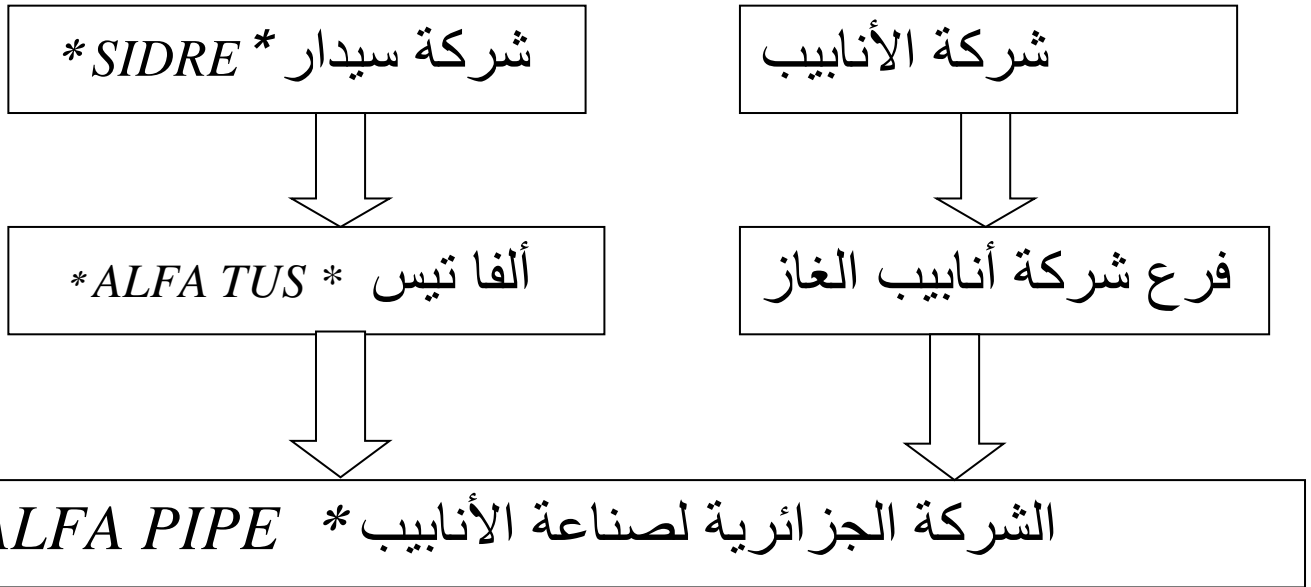 شركة الأنابيب
شركة سيدار *SIDRE*
فرع شركة أنابيب الغاز
ألفا تيس *ALFA TUS*
الشركة الجزائرية لصناعة الأنابيب * ALFA PIPE